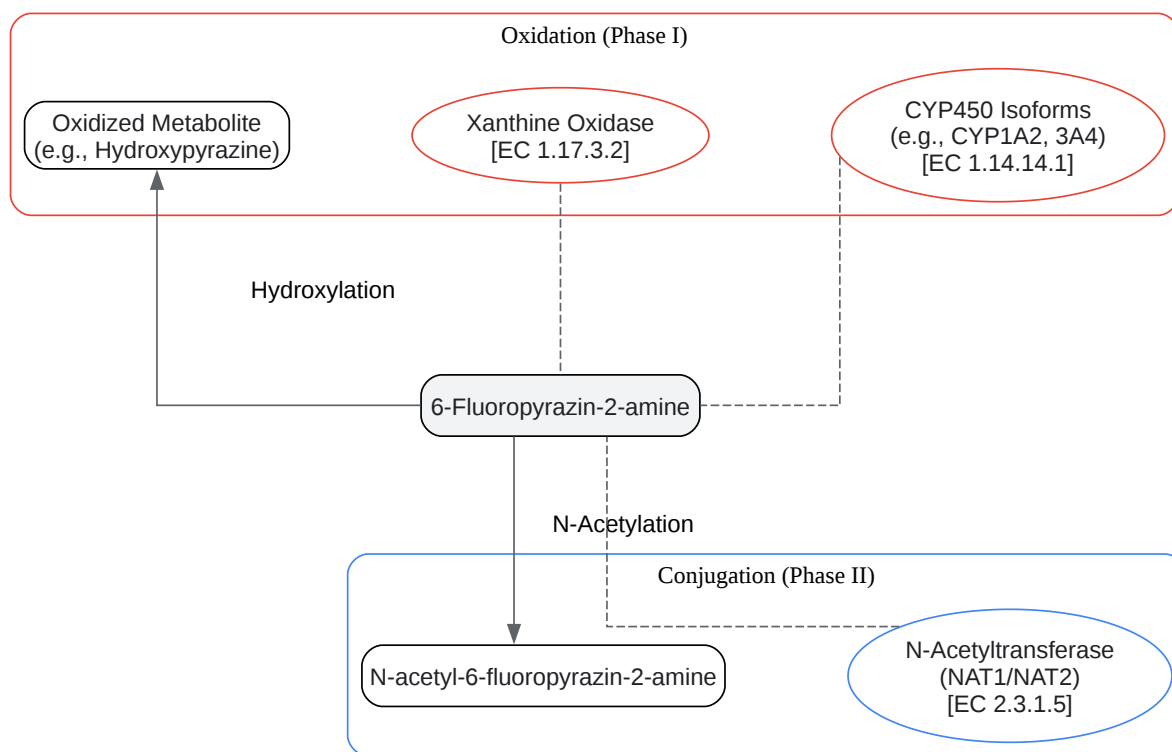 Oxidation (Phase I)
Oxidized Metabolite
(e.g., Hydroxypyrazine)
Xanthine Oxidase
[EC 1.17.3.2]
CYP450 Isoforms
(e.g., CYP1A2, 3A4)
[EC 1.14.14.1]
Hydroxylation
6-Fluoropyrazin-2-amine
N-Acetylation
Conjugation (Phase II)
N-acetyl-6-fluoropyrazin-2-amine
N-Acetyltransferase
(NAT1/NAT2)
[EC 2.3.1.5]